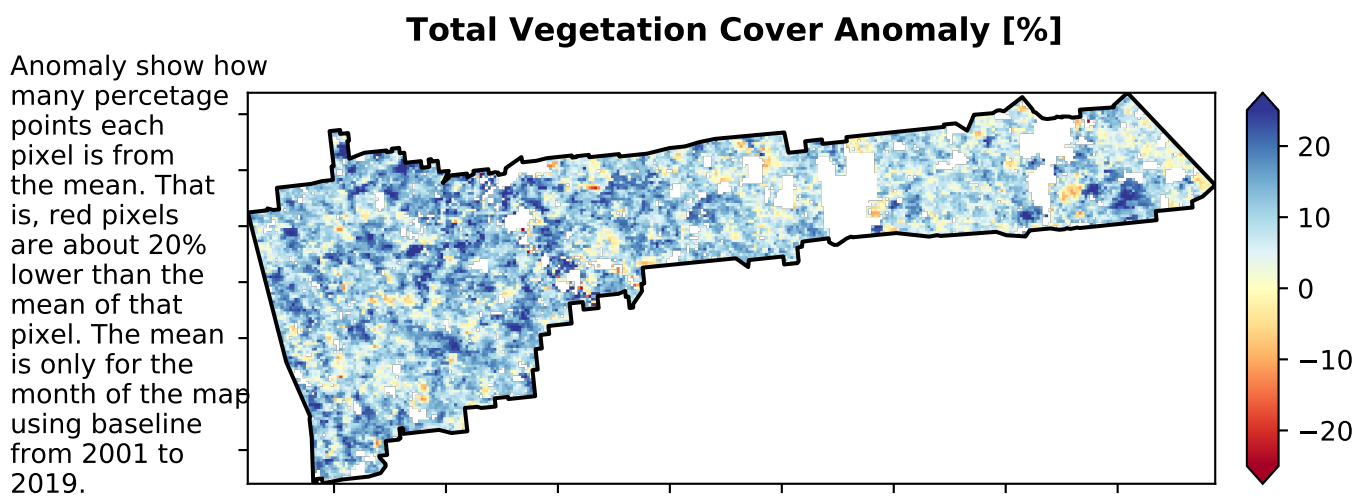 Total Vegetation Cover Anomaly [%]
Anomaly show how
many percetage
points each
pixel is from
the mean. That
is, red pixels
are about 20%
lower than the
mean of that
pixel. The mean
is only for the
month of the map
using baseline
from 2001 to
2019.
20
10
0
−10
−20